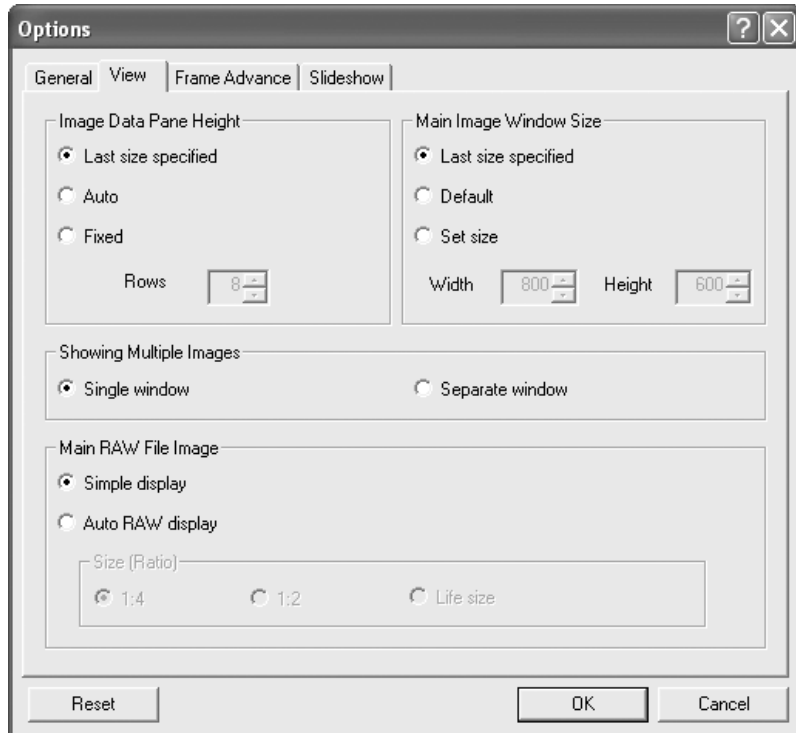 Options
General View Frame Advance Slideshow
Image Data Pane Height
Last size specified
Auto
Fixed
Rows 8
Main Image Window Size
Last size specified
Default
Set size
Width 800 Height 600
Showing Multiple Images
Single window Separate window
Main RAW File Image
Simple display
Auto RAW display
Size (Ratio)
1:4 1:2 Life size
Reset OK Cancel